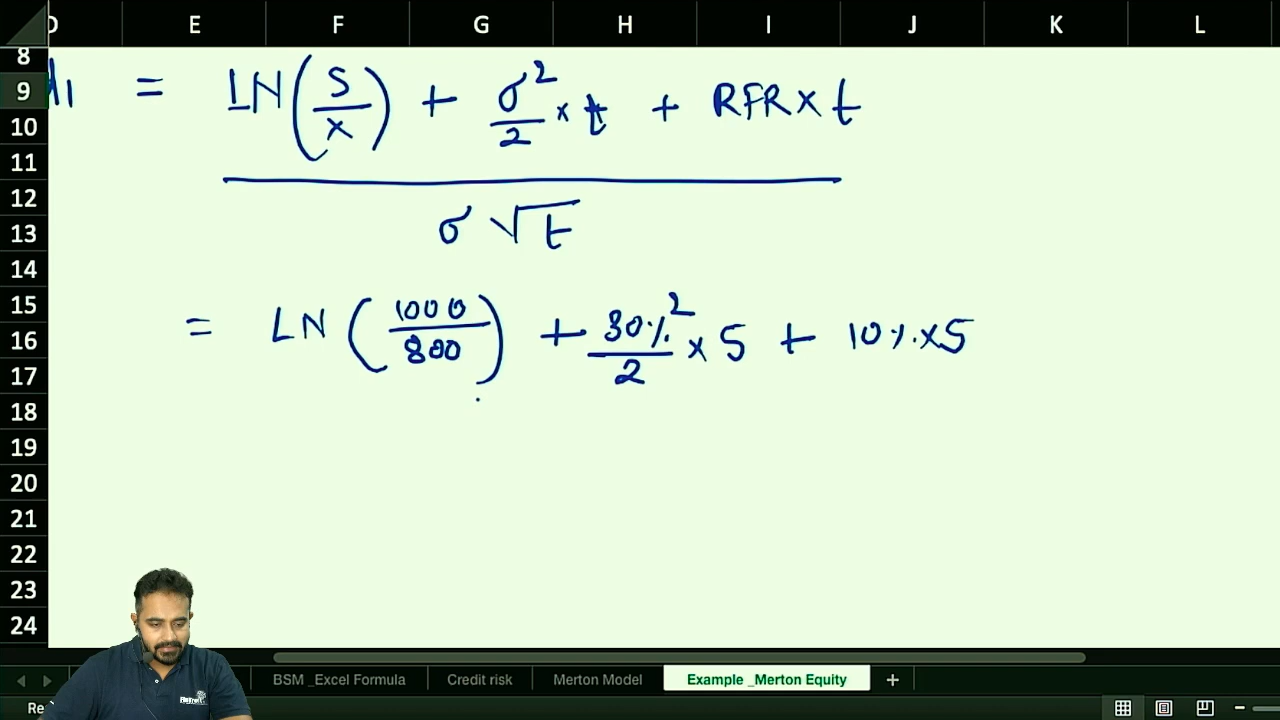 D E F G H I J K L
8
9 d1 = LN(S/X) + σ²/2 × t + RFR × t
10
11
12
13 σ √t
14
15
16 = LN (1000/800) + 30%²/2 × 5 + 10% × 5
17
18
19
20
21
22
23
24
BSM _Excel Formula Credit risk Merton Model Example _Merton Equity +
Re